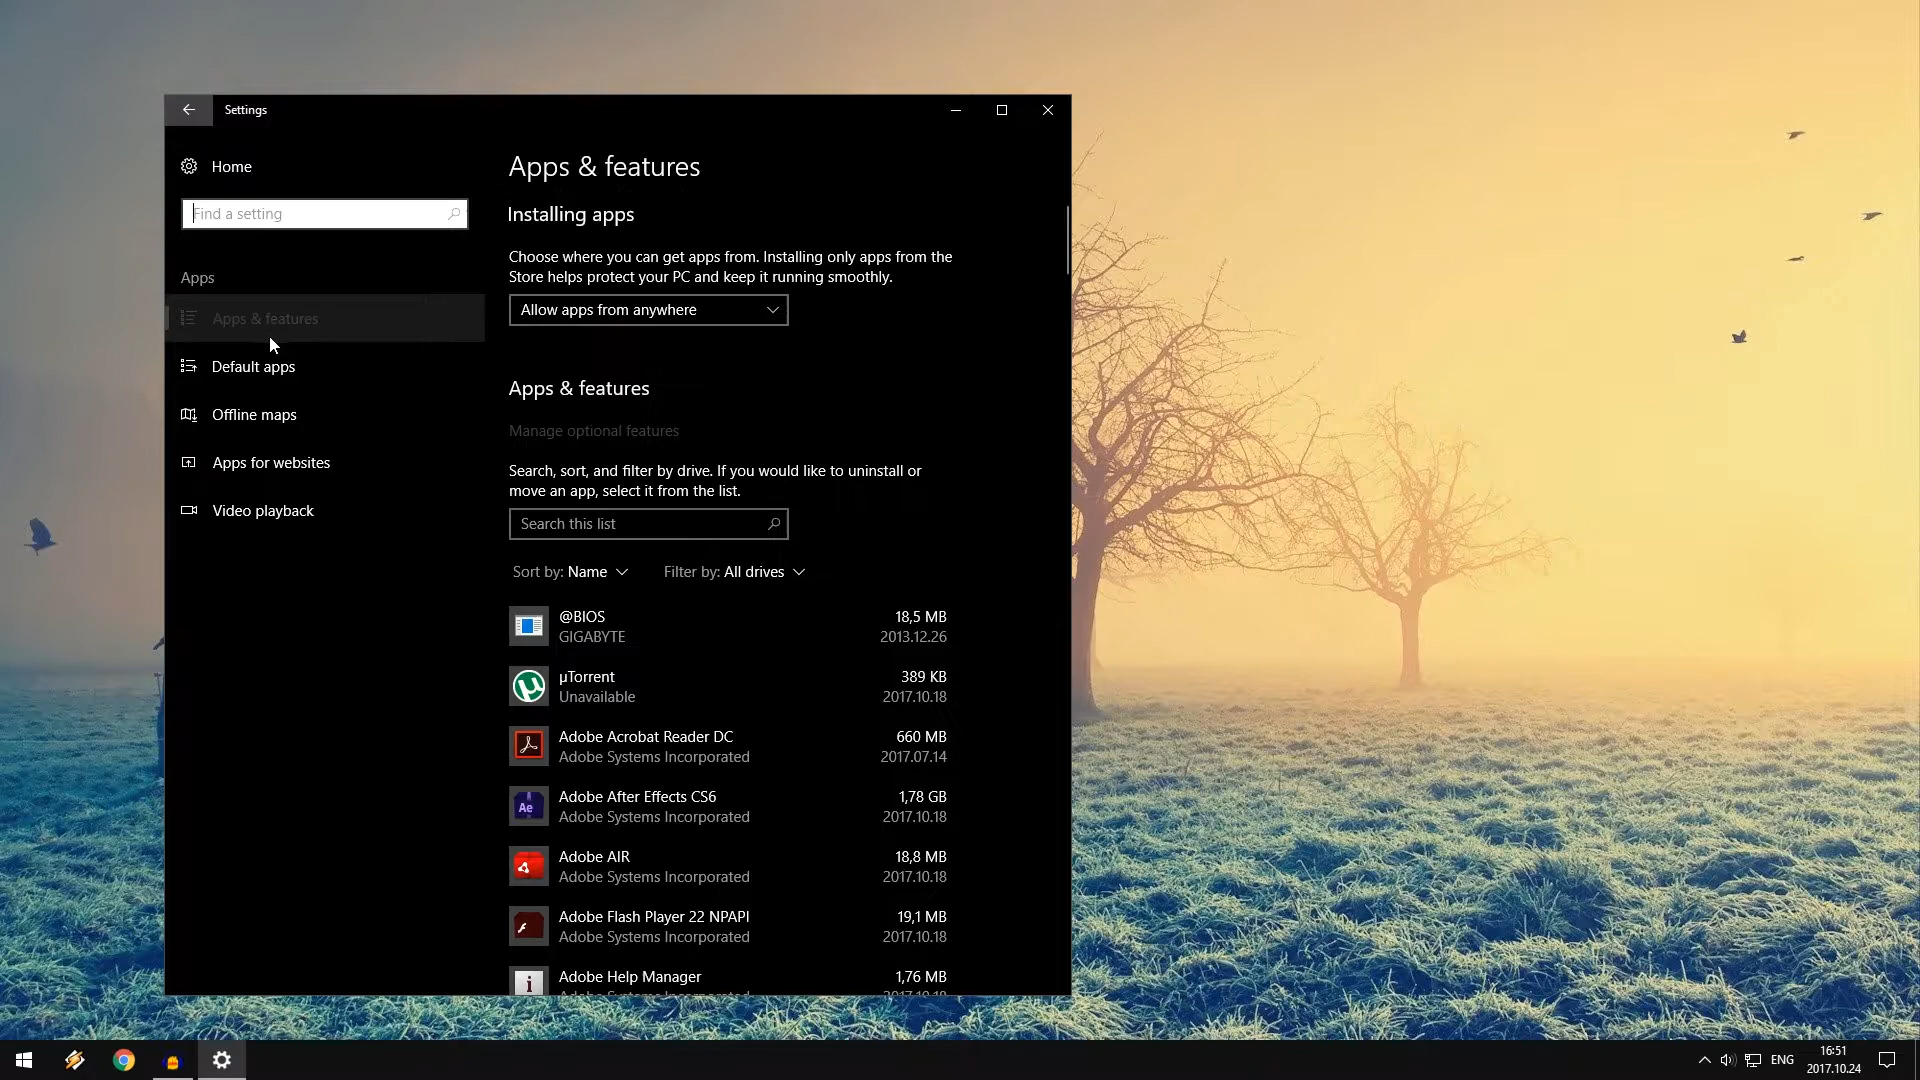 Settings
Home
Find a setting
Apps
Apps & features
Default apps
Offline maps
Apps for websites
Video playback
Apps & features
Installing apps
Choose where you can get apps from. Installing only apps from the
Store helps protect your PC and keep it running smoothly.
Allow apps from anywhere
Apps & features
Manage optional features
Search, sort, and filter by drive. If you would like to uninstall or
move an app, select it from the list.
Search this list
Sort by: Name
Filter by: All drives
@BIOS
18,5 MB
GIGABYTE
2013.12.26
µTorrent
389 KB
Unavailable
2017.10.18
Adobe Acrobat Reader DC
660 MB
Adobe Systems Incorporated
2017.07.14
Ae
Adobe After Effects CS6
1,78 GB
Adobe Systems Incorporated
2017.10.18
Adobe AIR
18,8 MB
Adobe Systems Incorporated
2017.10.18
Adobe Flash Player 22 NPAPI
19,1 MB
Adobe Systems Incorporated
2017.10.18
Adobe Help Manager
1,76 MB
Adobe Systems Incorporated
2017.10.18
ENG
16:51
2017.10.24